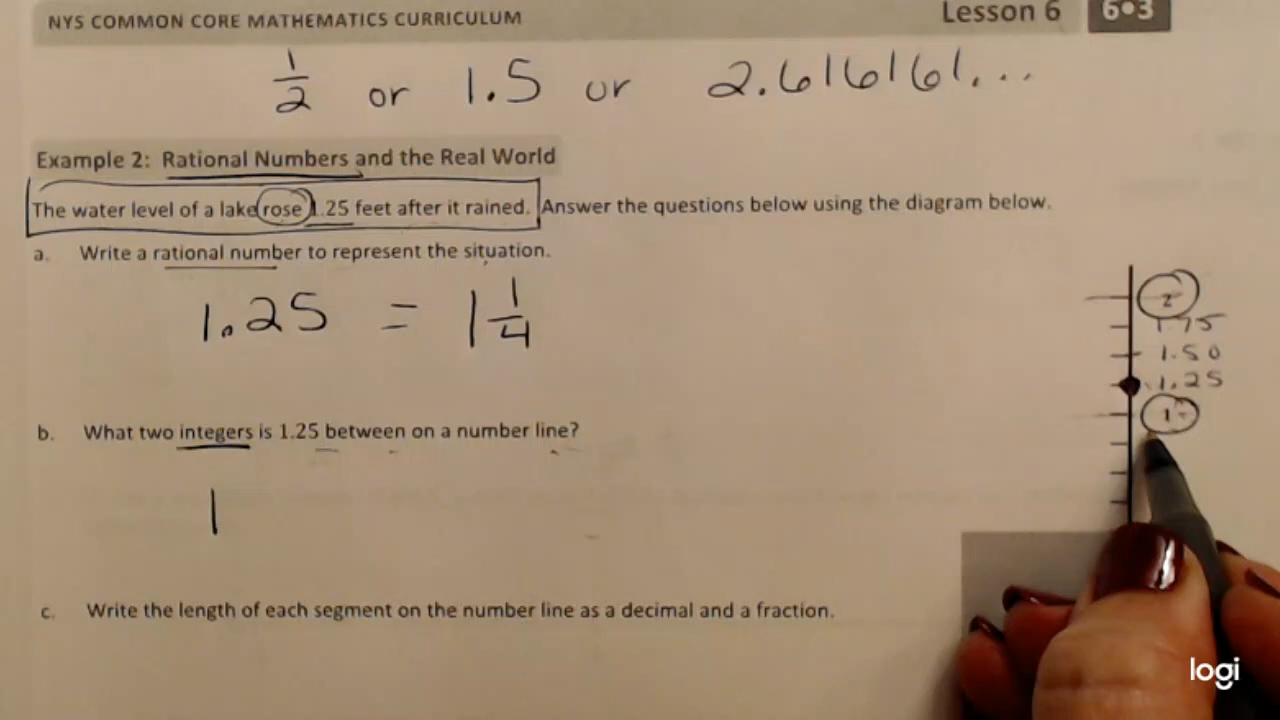 NYS COMMON CORE MATHEMATICS CURRICULUM Lesson 6 6•3
1/2 or 1.5 or 2.616161...
Example 2: Rational Numbers and the Real World
The water level of a lake rose 1.25 feet after it rained. Answer the questions below using the diagram below.
a. Write a rational number to represent the situation.
1.25 = 1 1/4
2
1.75
1.50
1.25
1
b. What two integers is 1.25 between on a number line?
1
c. Write the length of each segment on the number line as a decimal and a fraction.
logi